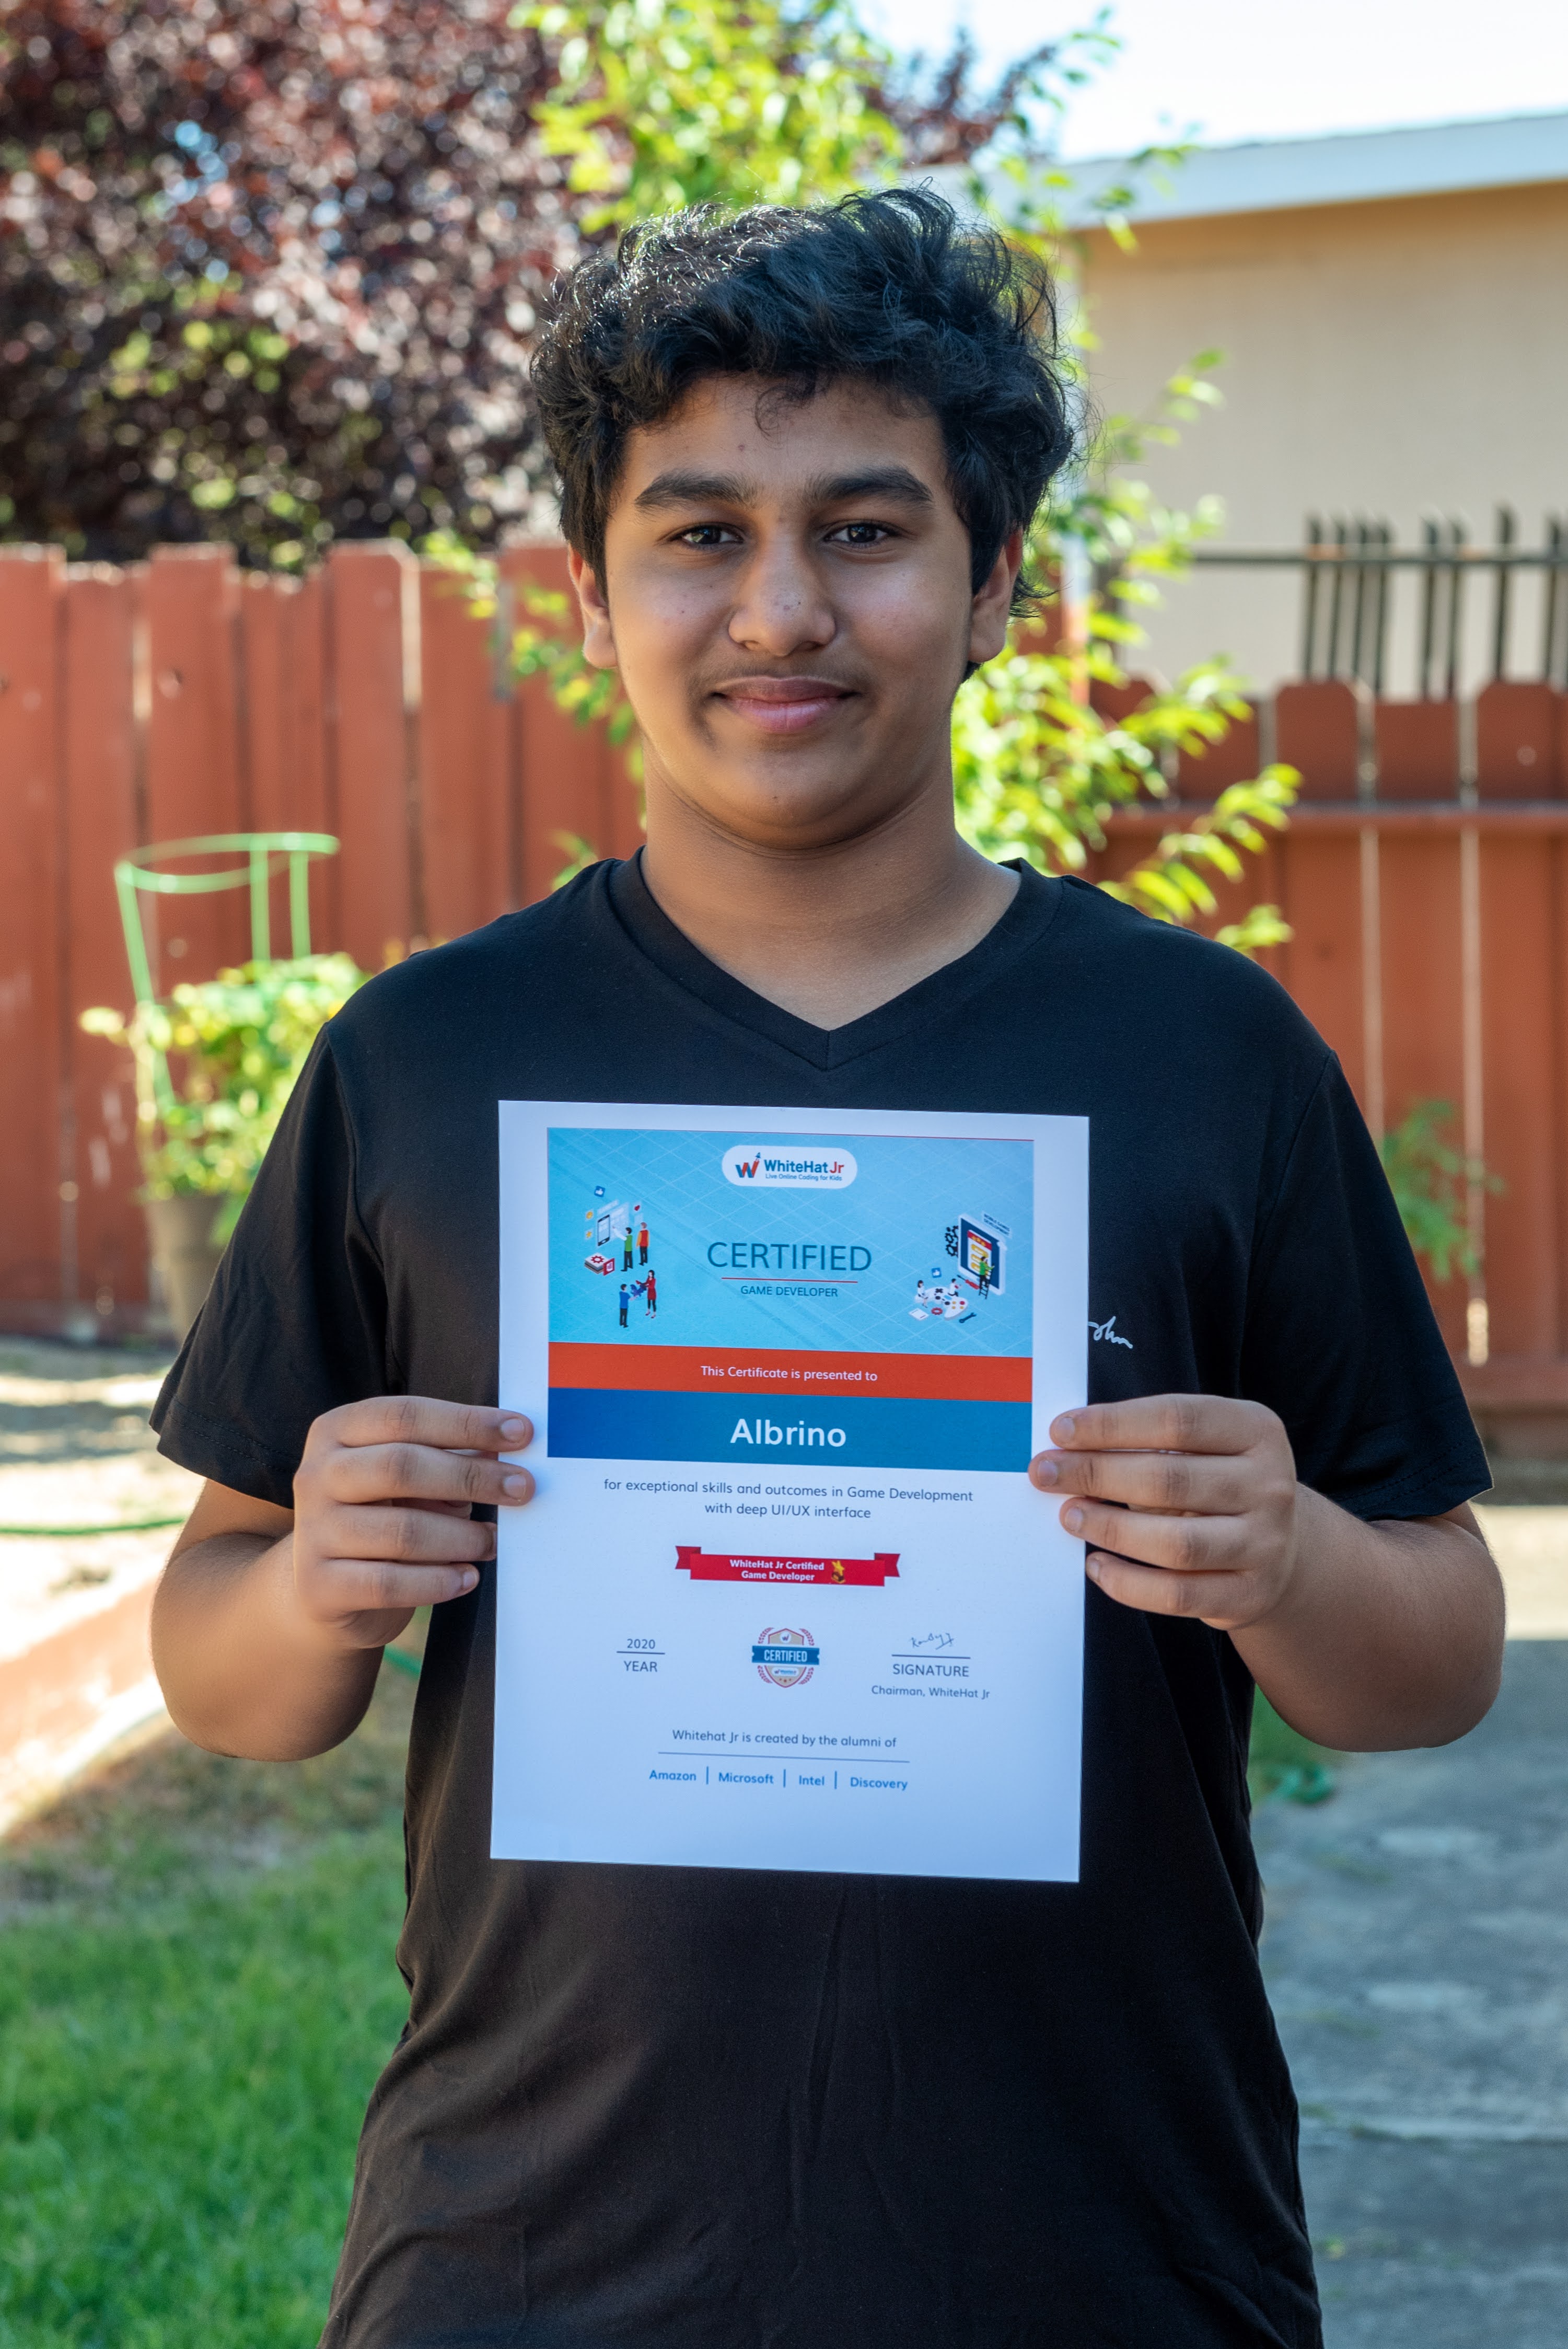 WhiteHat Jr
Live Online Coding for Kids
CERTIFIED
GAME DEVELOPER
This Certificate is presented to
Albrino
for exceptional skills and outcomes in Game Development
with deep UI/UX interface
WhiteHat Jr Certified
Game Developer
2020
YEAR
CERTIFIED
SIGNATURE
Chairman, WhiteHat Jr
Whitehat Jr is created by the alumni of
Amazon | Microsoft | Intel | Discovery